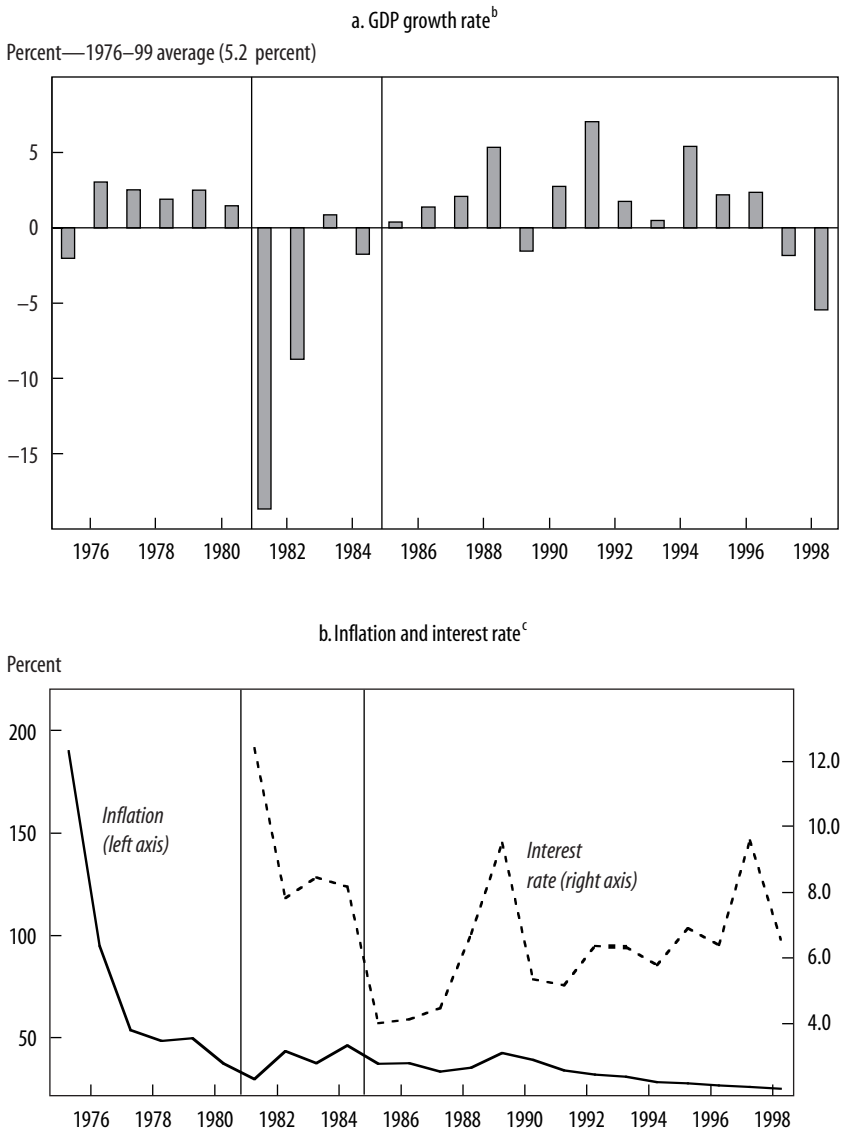 a. GDP growth rateᵇ
Percent—1976–99 average (5.2 percent)
5
0
–5
–10
–15
1976 1978 1980 1982 1984 1986 1988 1990 1992 1994 1996 1998
b. Inflation and interest rateᶜ
Percent
200
12.0
Inflation
(left axis)
150
10.0
Interest
rate (right axis)
8.0
100
6.0
50
4.0
1976 1978 1980 1982 1984 1986 1988 1990 1992 1994 1996 1998